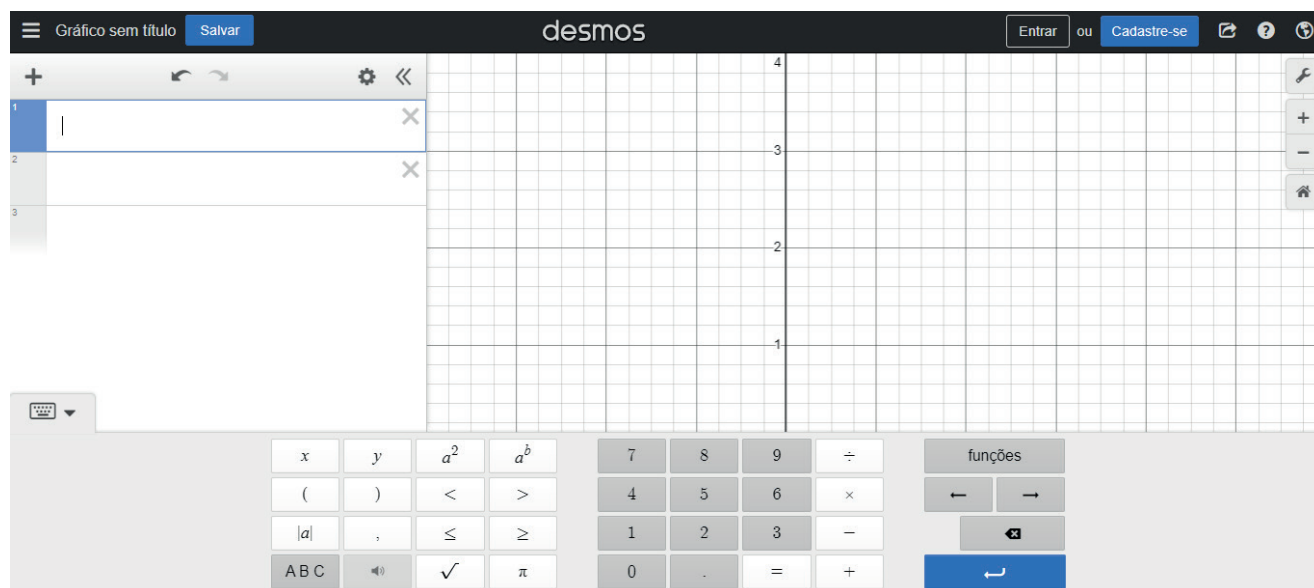 Gráfico sem título Salvar desmos Entrar ou Cadastre-se
1
2
3
4
3
2
1
x y a² aᵇ 7 8 9 ÷ funções
( ) < > 4 5 6 × ← →
|a| , ≤ ≥ 1 2 3 −
A B C √ π 0 . = +